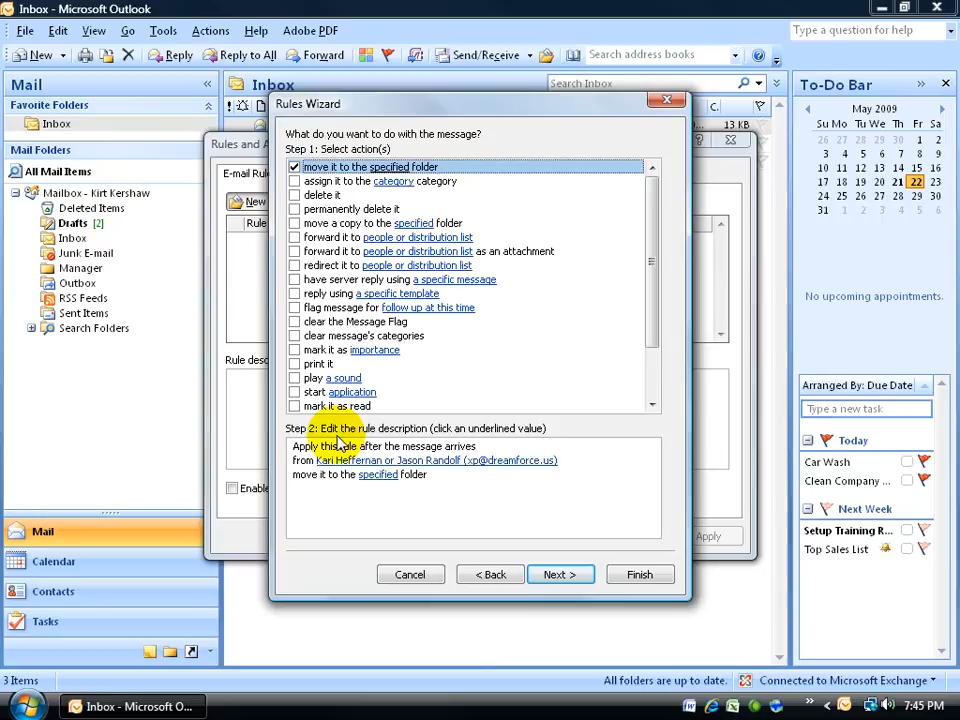 Inbox - Microsoft Outlook
File Edit View Go Tools Actions Help Adobe PDF
Type a question for help
New Reply Reply to All Forward Send/Receive Search address books
Mail «
Favorite Folders
Inbox
Mail Folders
All Mail Items
Mailbox - Kirt Kershaw
Deleted Items
Drafts [2]
Inbox
Junk E-mail
Manager
Outbox
RSS Feeds
Sent Items
Search Folders
Mail
Calendar
Contacts
Tasks
Inbox
Search Inbox
C.
13 KB
Rules and A
E-mail Rule
New
Rule
Rule desc
Enable
Apply
Rules Wizard
What do you want to do with the message?
Step 1: Select action(s)
move it to the specified folder
assign it to the category category
delete it
permanently delete it
move a copy to the specified folder
forward it to people or distribution list
forward it to people or distribution list as an attachment
redirect it to people or distribution list
have server reply using a specific message
reply using a specific template
flag message for follow up at this time
clear the Message Flag
clear message's categories
mark it as importance
print it
play a sound
start application
mark it as read
Step 2: Edit the rule description (click an underlined value)
Apply this rule after the message arrives
from Karl Heffernan or Jason Randolf (xp@dreamforce.us)
move it to the specified folder
Cancel < Back Next > Finish
To-Do Bar
May 2009
Su Mo Tu We Th Fr Sa
26 27 28 29 30 1 2
3 4 5 6 7 8 9
10 11 12 13 14 15 16
17 18 19 20 21 22 23
24 25 26 27 28 29 30
31 1 2 3 4 5 6
No upcoming appointments.
Arranged By: Due Date
Type a new task
Today
Car Wash
Clean Company ...
Next Week
Setup Training R...
Top Sales List
3 Items
All folders are up to date.
Connected to Microsoft Exchange
Inbox - Microsoft O...
7:45 PM